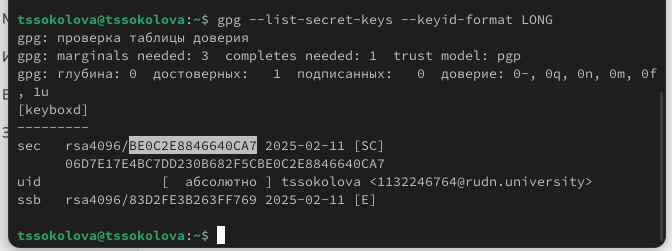 tssokolova@tssokolova:~$ gpg --list-secret-keys --keyid-format LONG
gpg: проверка таблицы доверия
gpg: marginals needed: 3  completes needed: 1  trust model: pgp
gpg: глубина: 0  достоверных:   1  подписанных:   0  доверие: 0-, 0q, 0n, 0m, 0f
, 1u
[keyboxd]
---------
sec   rsa4096/BE0C2E8846640CA7 2025-02-11 [SC]
      06D7E17E4BC7DD230B682F5CBE0C2E8846640CA7
uid               [  абсолютно ] tssokolova <1132246764@rudn.university>
ssb   rsa4096/83D2FE3B263FF769 2025-02-11 [E]
tssokolova@tssokolova:~$